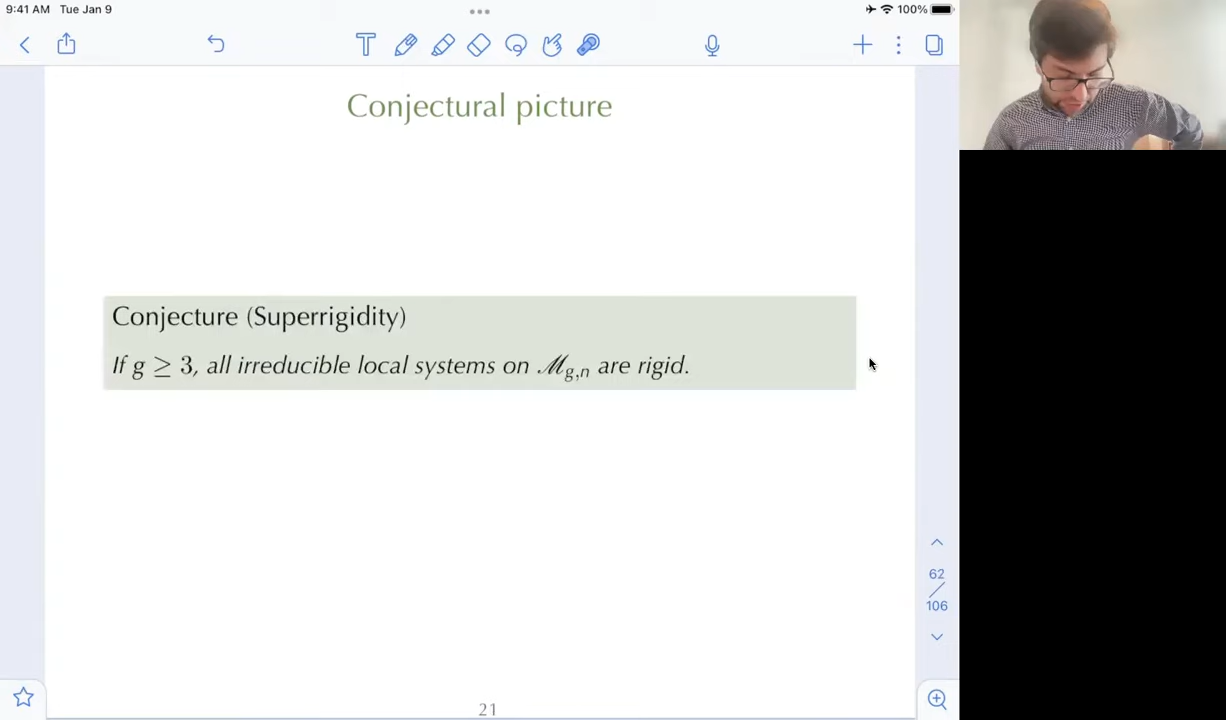 9:41 AM Tue Jan 9
100%
Conjectural picture
Conjecture (Superrigidity)
If g ≥ 3, all irreducible local systems on ℳg,n are rigid.
62
106
21